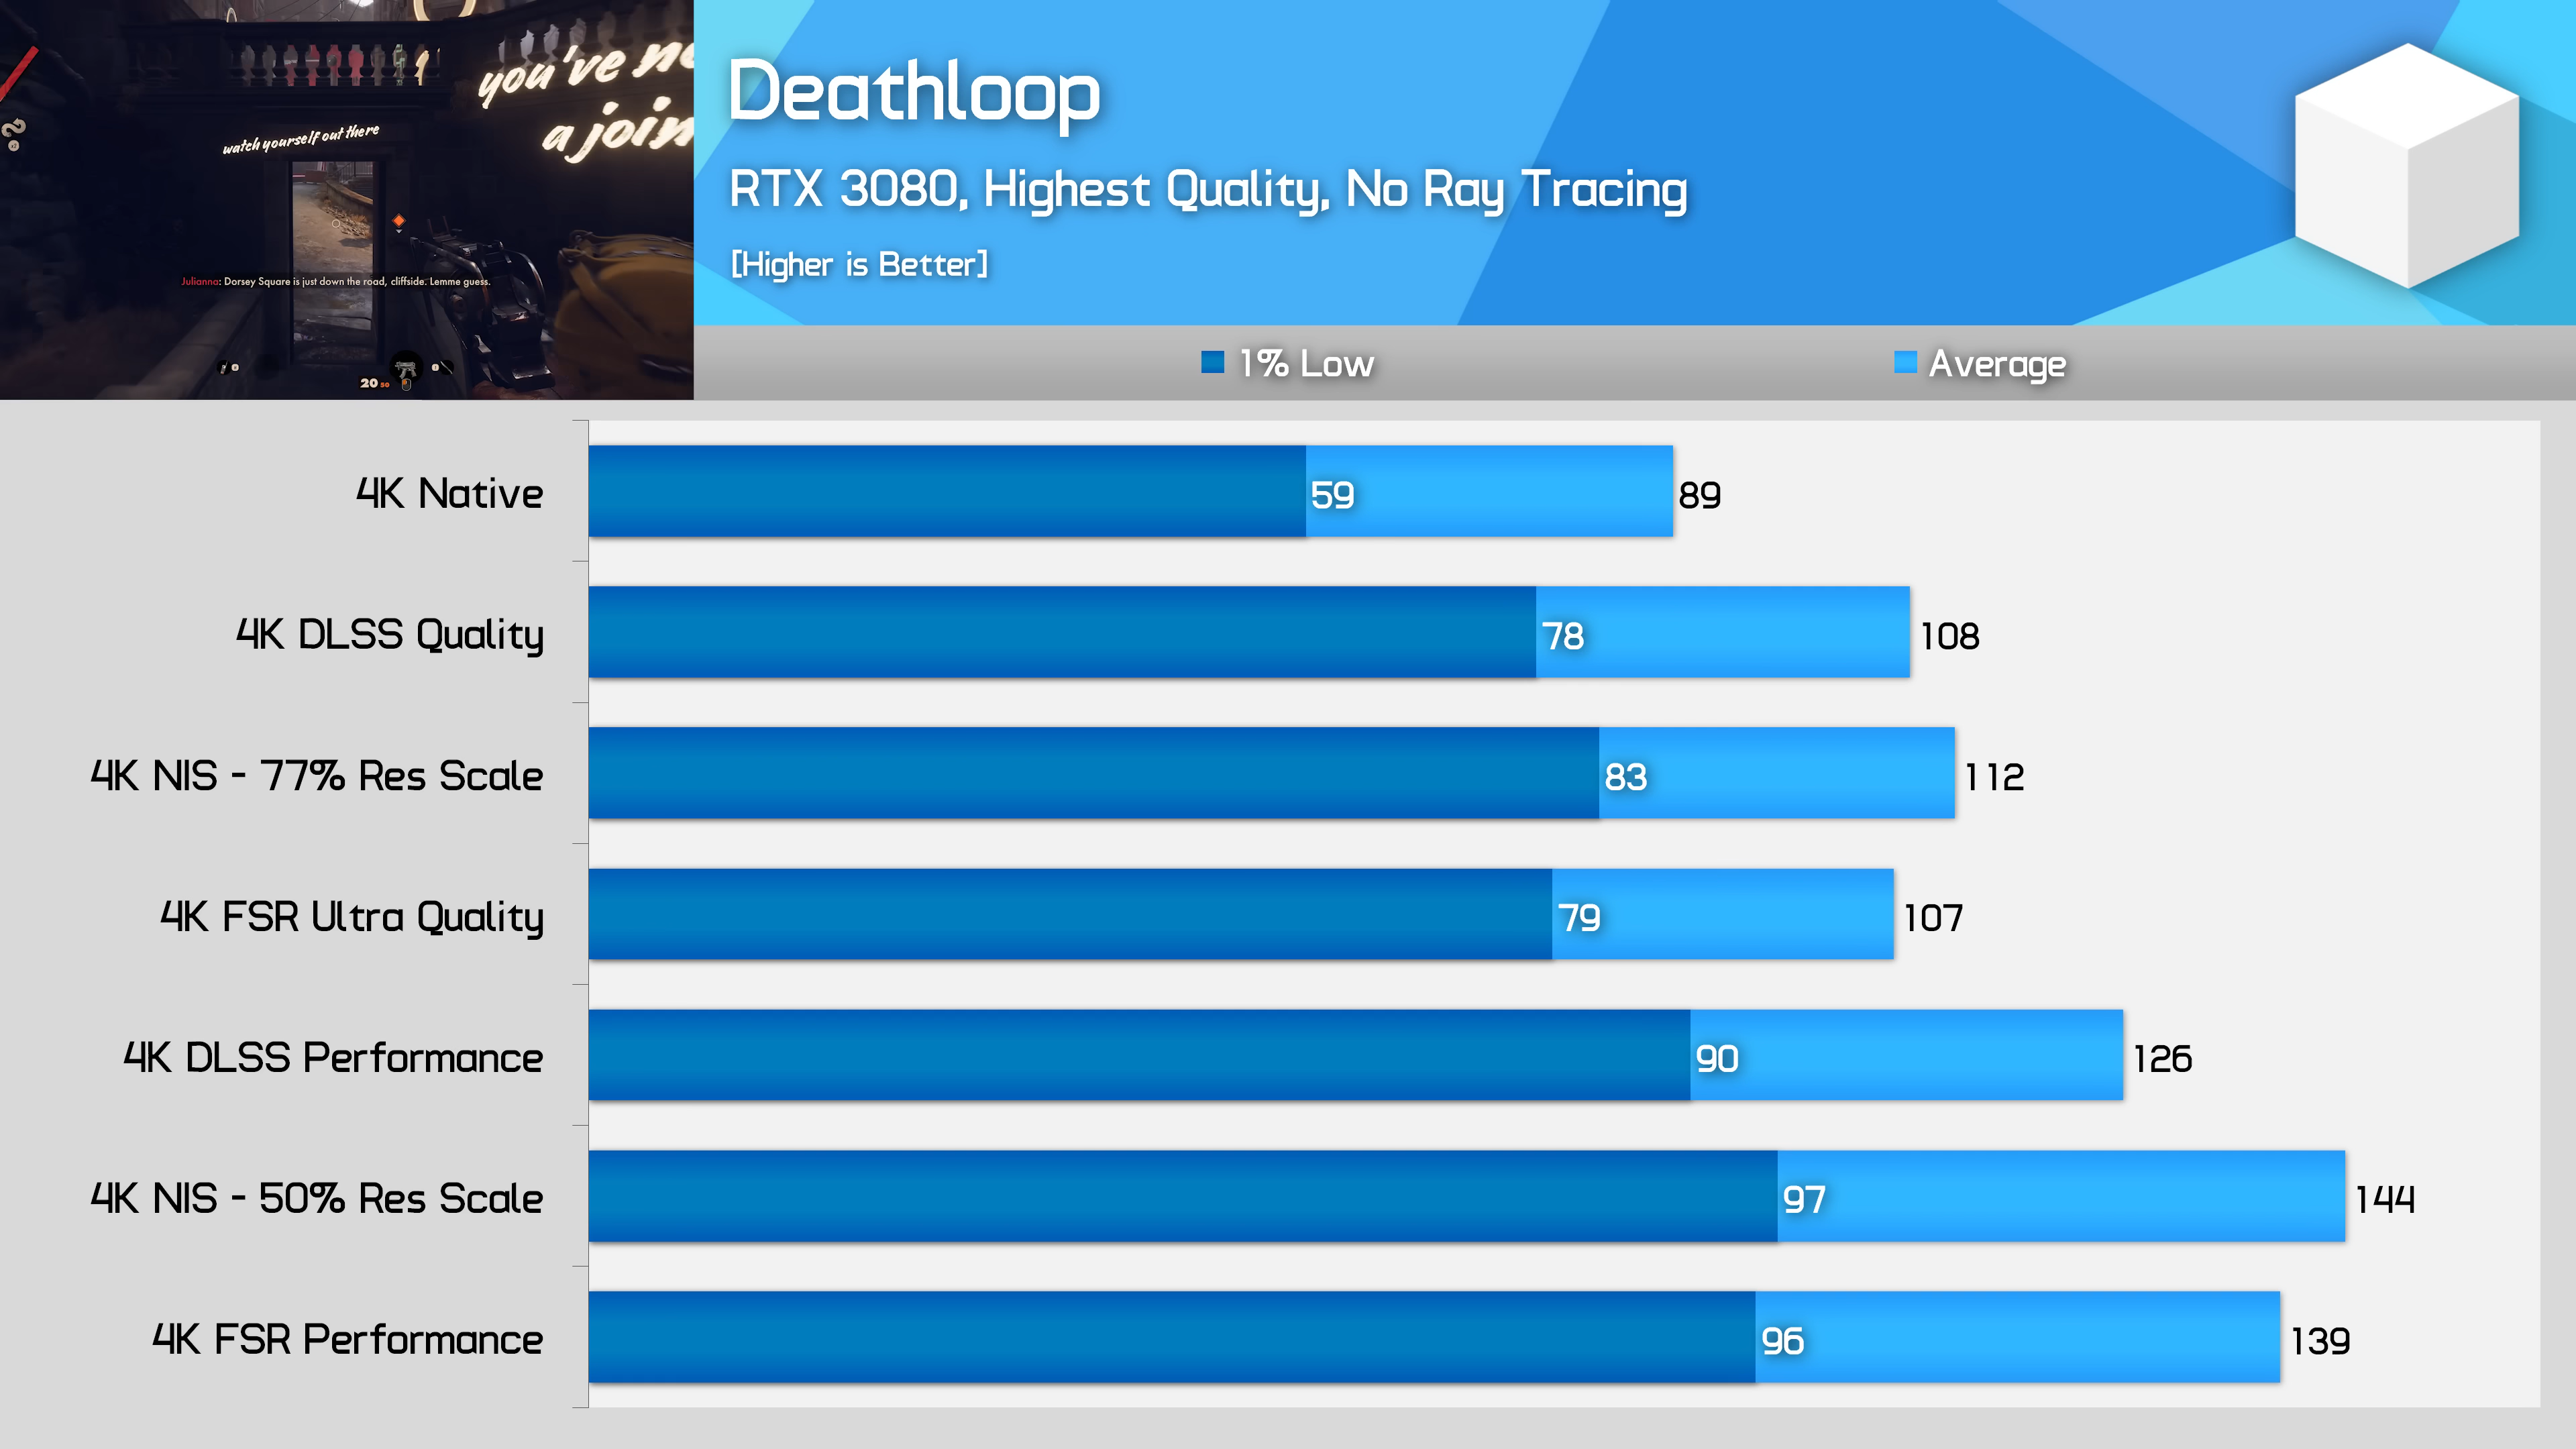 you've no
a join
watch yourself out there
Julianna: Dorsey Square is just down the road, cliffside. Lemme guess.
20 50
Deathloop
RTX 3080, Highest Quality, No Ray Tracing
[Higher is Better]
1% Low
Average
4K Native 59 89
4K DLSS Quality 78 108
4K NIS - 77% Res Scale 83 112
4K FSR Ultra Quality 79 107
4K DLSS Performance 90 126
4K NIS - 50% Res Scale 97 144
4K FSR Performance 96 139